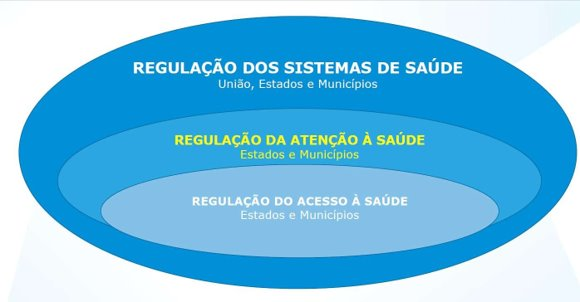 REGULAÇÃO DOS SISTEMAS DE SAÚDE
União, Estados e Municípios
REGULAÇÃO DA ATENÇÃO À SAÚDE
Estados e Municípios
REGULAÇÃO DO ACESSO À SAÚDE
Estados e Municípios